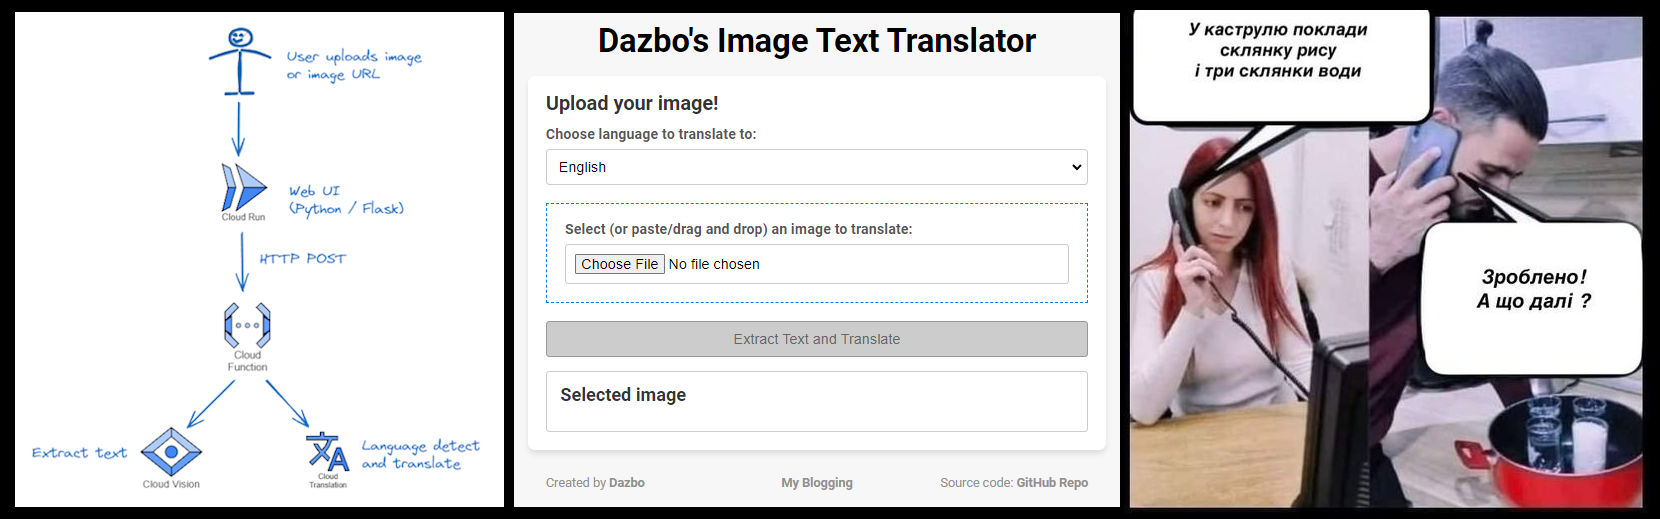 User uploads image
or image URL
Cloud Run
Web UI
(Python / Flask)
HTTP POST
Cloud
Function
Extract text
Cloud Vision
Cloud
Translation
Language detect
and translate
Dazbo's Image Text Translator
Upload your image!
Choose language to translate to:
English
Select (or paste/drag and drop) an image to translate:
Choose File No file chosen
Extract Text and Translate
Selected image
Created by Dazbo
My Blogging
Source code: GitHub Repo
У каструлю поклади
склянку рису
і три склянки води
Зроблено!
А що далі ?